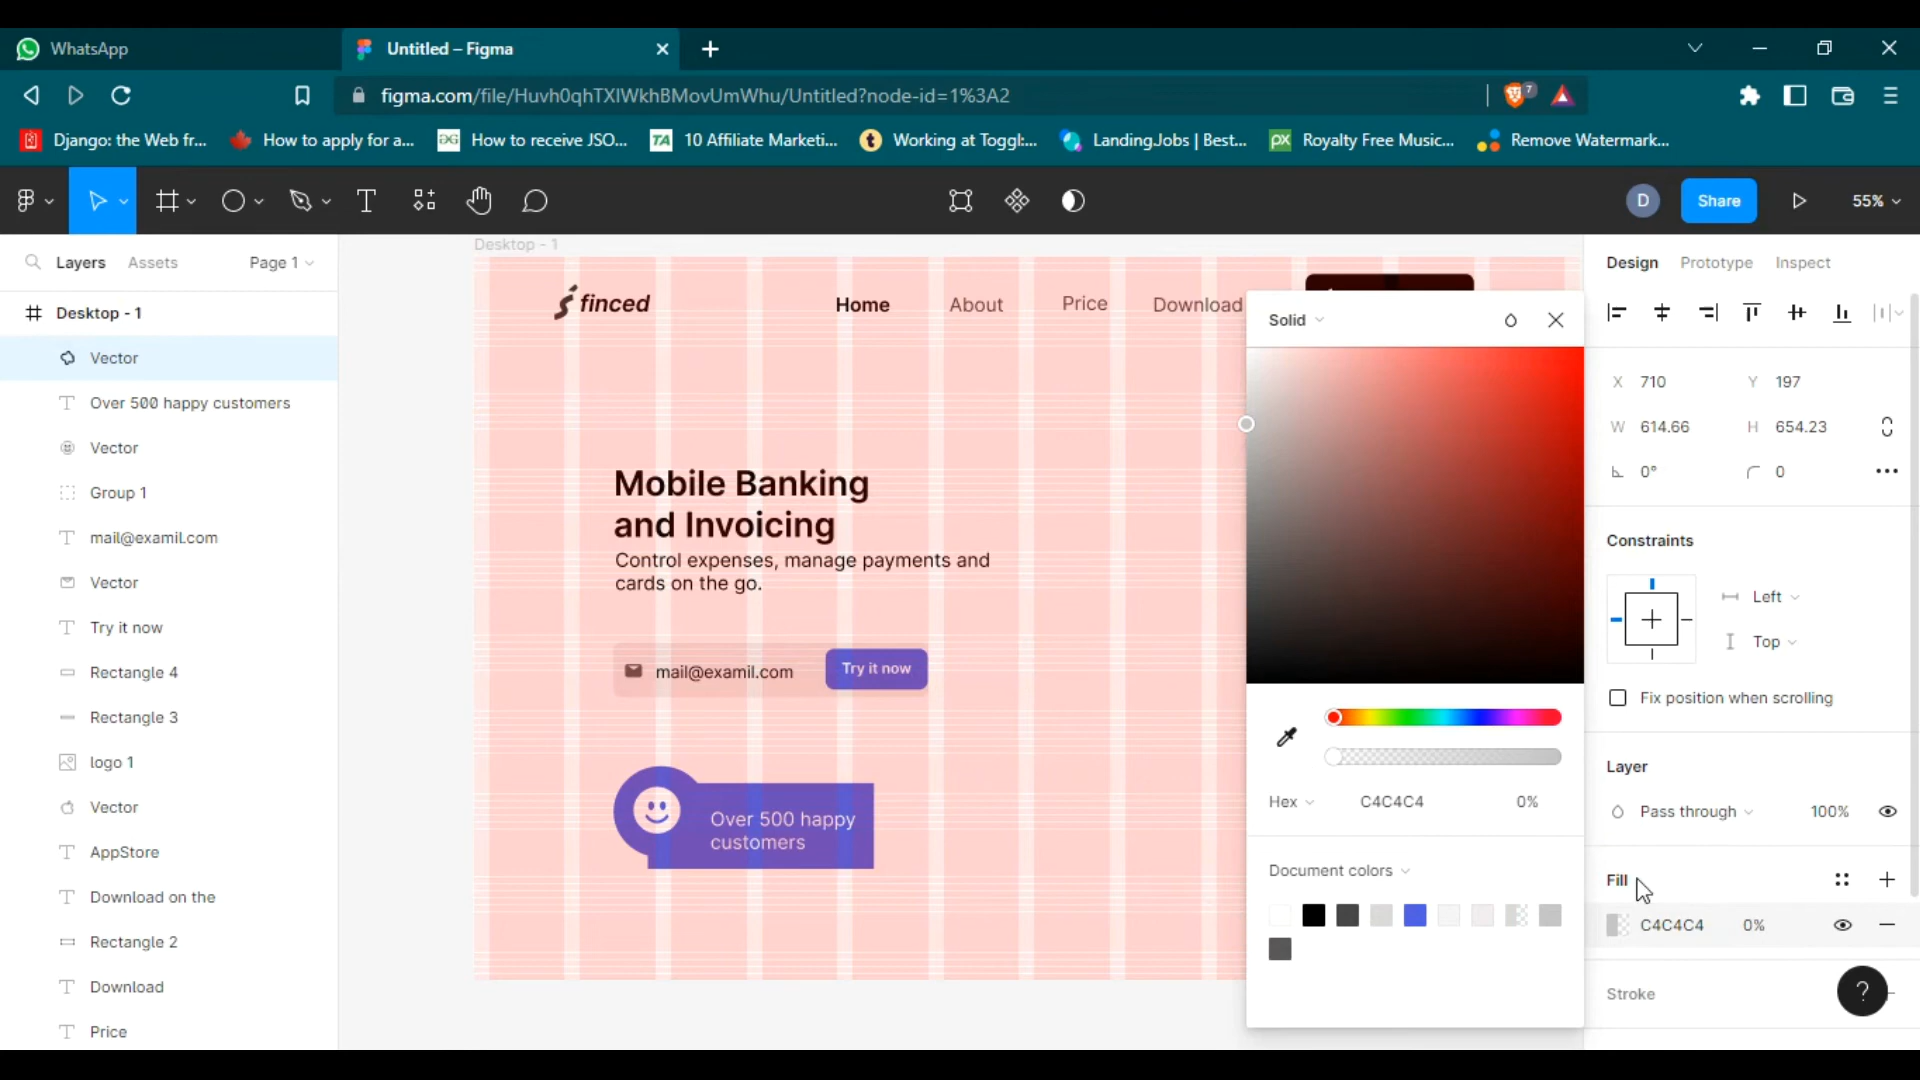 WhatsApp
Untitled – Figma
figma.com/file/Huvh0qhTXIWkhBMovUmWhu/Untitled?node-id=1%3A2
7
Django: the Web fr...
How to apply for a...
How to receive JSO...
TA
10 Affiliate Marketi...
Working at Toggl:...
LandingJobs | Best...
px
Royalty Free Music...
Remove Watermark...
D
Share
55%
Layers
Assets
Page 1
Desktop - 1
Vector
Over 500 happy customers
Vector
Group 1
mail@examil.com
Vector
Try it now
Rectangle 4
Rectangle 3
logo 1
Vector
AppStore
Download on the
Rectangle 2
Download
Price
Desktop - 1
finced
Home
About
Price
Download
Mobile Banking
and Invoicing
Control expenses, manage payments and
cards on the go.
mail@examil.com
Try it now
Over 500 happy
customers
Solid
Hex
C4C4C4
0%
Document colors
Design
Prototype
Inspect
X 710
Y 197
W 614.66
H 654.23
0°
0
Constraints
Left
Top
Fix position when scrolling
Layer
Pass through
100%
Fill
C4C4C4
0%
Stroke
?